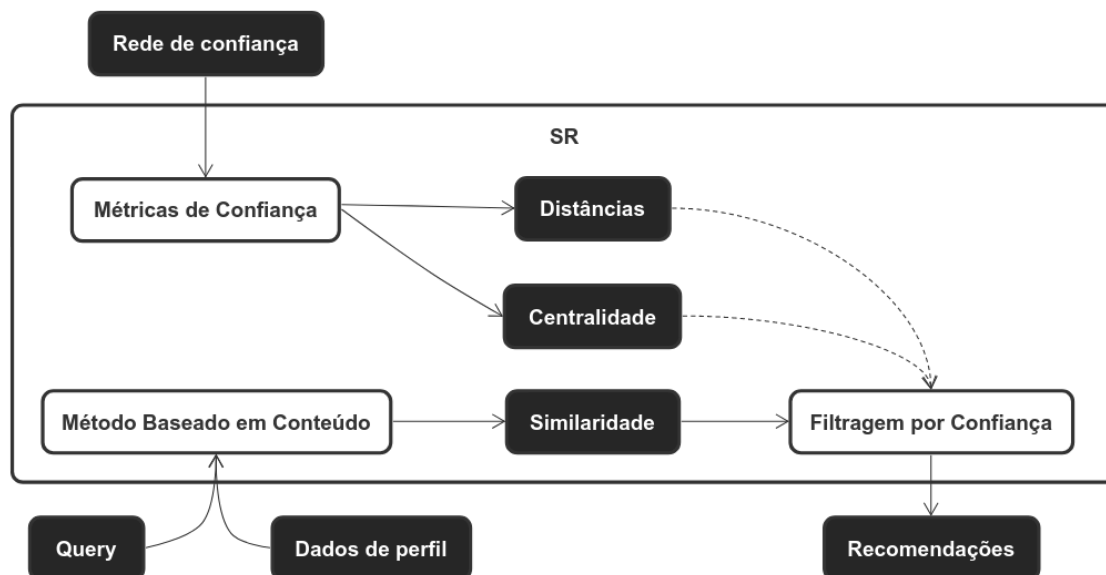 Rede de confiança
SR
Métricas de Confiança
Distâncias
Centralidade
Método Baseado em Conteúdo
Similaridade
Filtragem por Confiança
Query
Dados de perfil
Recomendações